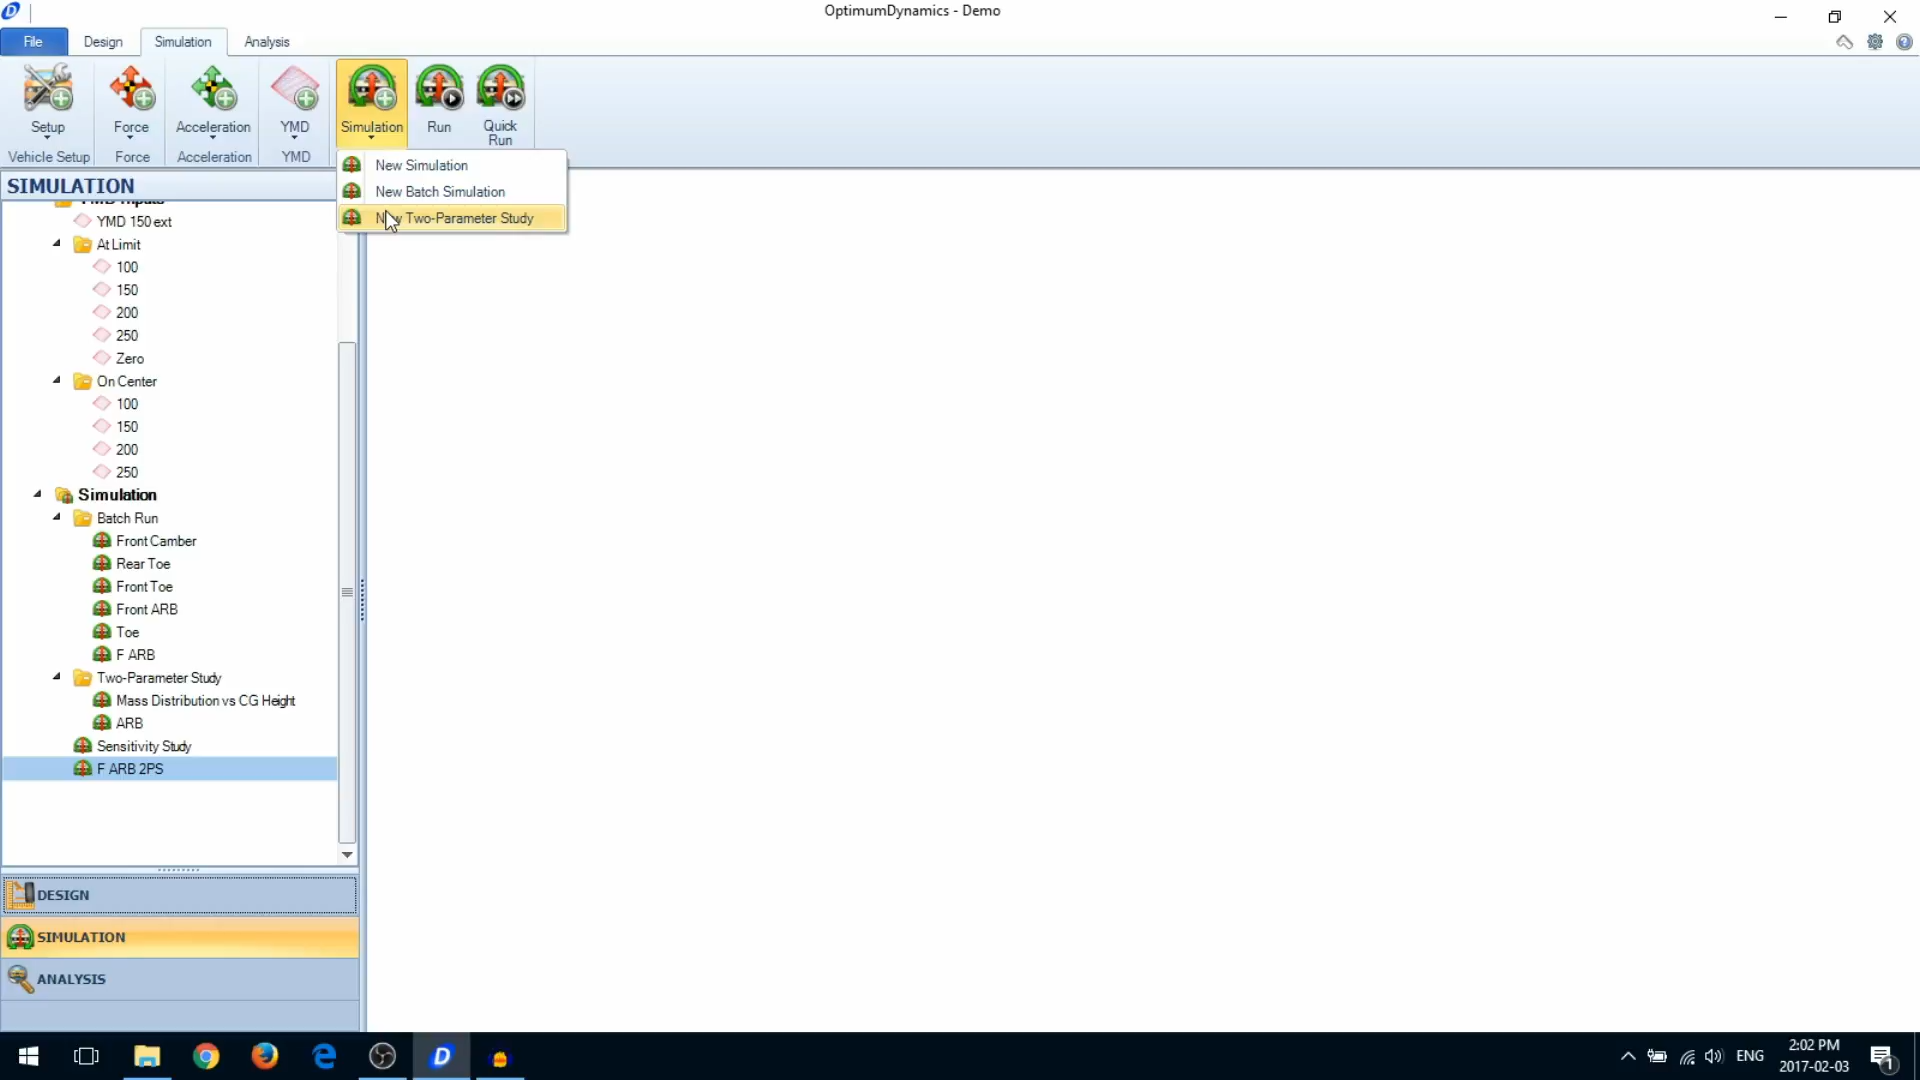 OptimumDynamics - Demo
File
Design
Simulation
Analysis
Setup
Force
Acceleration
YMD
Simulation
Run
Quick Run
Vehicle Setup
Force
Acceleration
YMD
New Simulation
New Batch Simulation
New Two-Parameter Study
SIMULATION
YMD Inputs
YMD 150 ext
At Limit
100
150
200
250
Zero
On Center
100
150
200
250
Simulation
Batch Run
Front Camber
Rear Toe
Front Toe
Front ARB
Toe
F ARB
Two-Parameter Study
Mass Distribution vs CG Height
ARB
Sensitivity Study
F ARB 2PS
DESIGN
SIMULATION
ANALYSIS
ENG
2:02 PM
2017-02-03
1